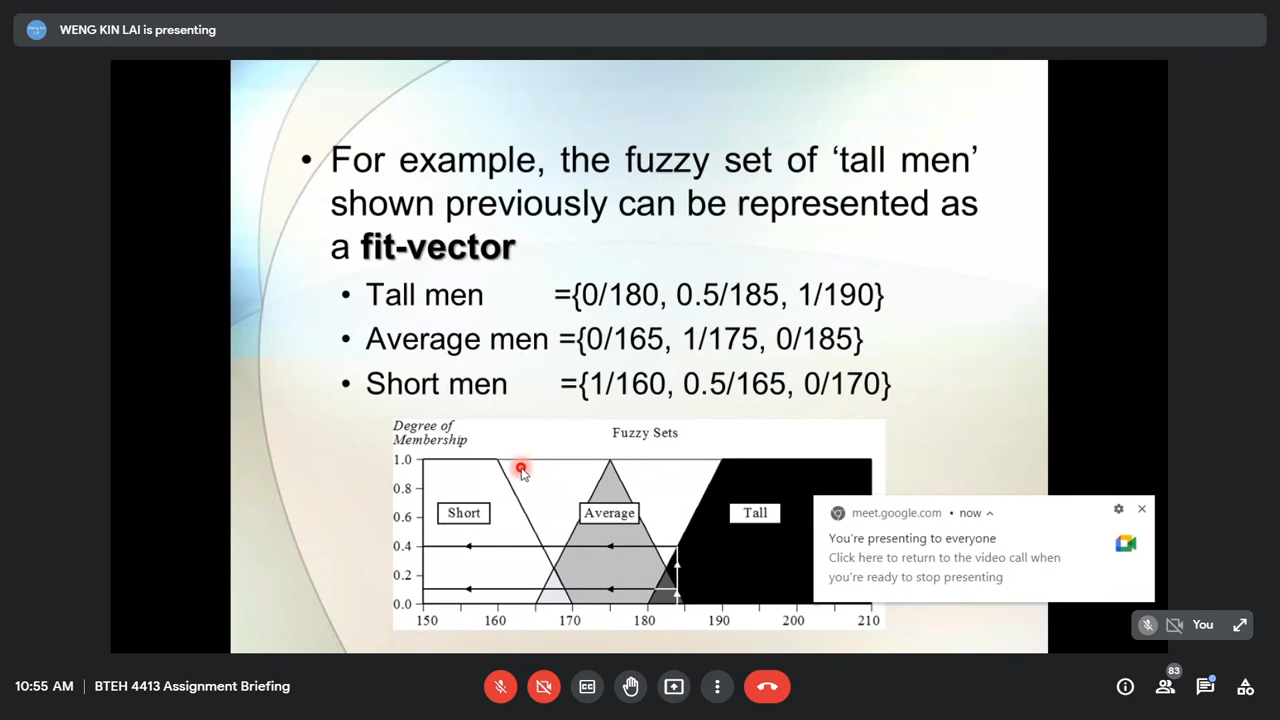 WENG KIN LAI is presenting
• For example, the fuzzy set of ‘tall men’
shown previously can be represented as
a fit-vector
• Tall men ={0/180, 0.5/185, 1/190}
• Average men ={0/165, 1/175, 0/185}
• Short men ={1/160, 0.5/165, 0/170}
Degree of
Membership
Fuzzy Sets
1.0
0.8
0.6
0.4
0.2
0.0
Short
Average
Tall
150 160 170 180 190 200 210
meet.google.com • now
You're presenting to everyone
Click here to return to the video call when
you're ready to stop presenting
You
10:55 AM | BTEH 4413 Assignment Briefing
83